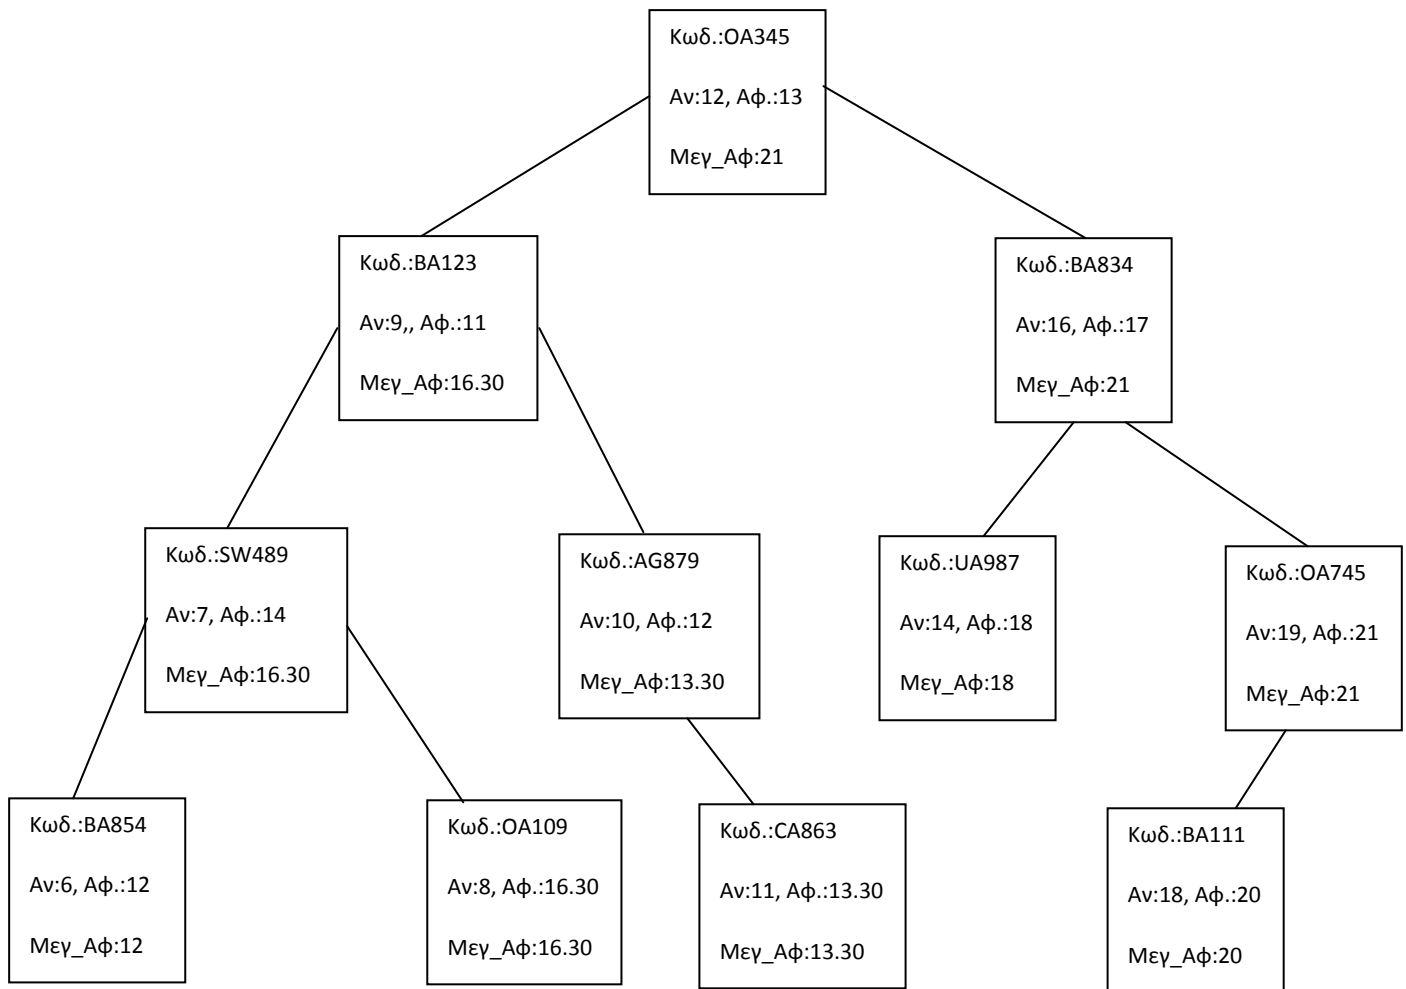 Κωδ.:OA345
Αν:12, Αφ.:13
Μεγ_Αφ:21
Κωδ.:BA123
Αν:9,, Αφ.:11
Μεγ_Αφ:16.30
Κωδ.:BA834
Αν:16, Αφ.:17
Μεγ_Αφ:21
Κωδ.:SW489
Αν:7, Αφ.:14
Μεγ_Αφ:16.30
Κωδ.:AG879
Αν:10, Αφ.:12
Μεγ_Αφ:13.30
Κωδ.:UA987
Αν:14, Αφ.:18
Μεγ_Αφ:18
Κωδ.:OA745
Αν:19, Αφ.:21
Μεγ_Αφ:21
Κωδ.:BA854
Αν:6, Αφ.:12
Μεγ_Αφ:12
Κωδ.:OA109
Αν:8, Αφ.:16.30
Μεγ_Αφ:16.30
Κωδ.:CA863
Αν:11, Αφ.:13.30
Μεγ_Αφ:13.30
Κωδ.:BA111
Αν:18, Αφ.:20
Μεγ_Αφ:20